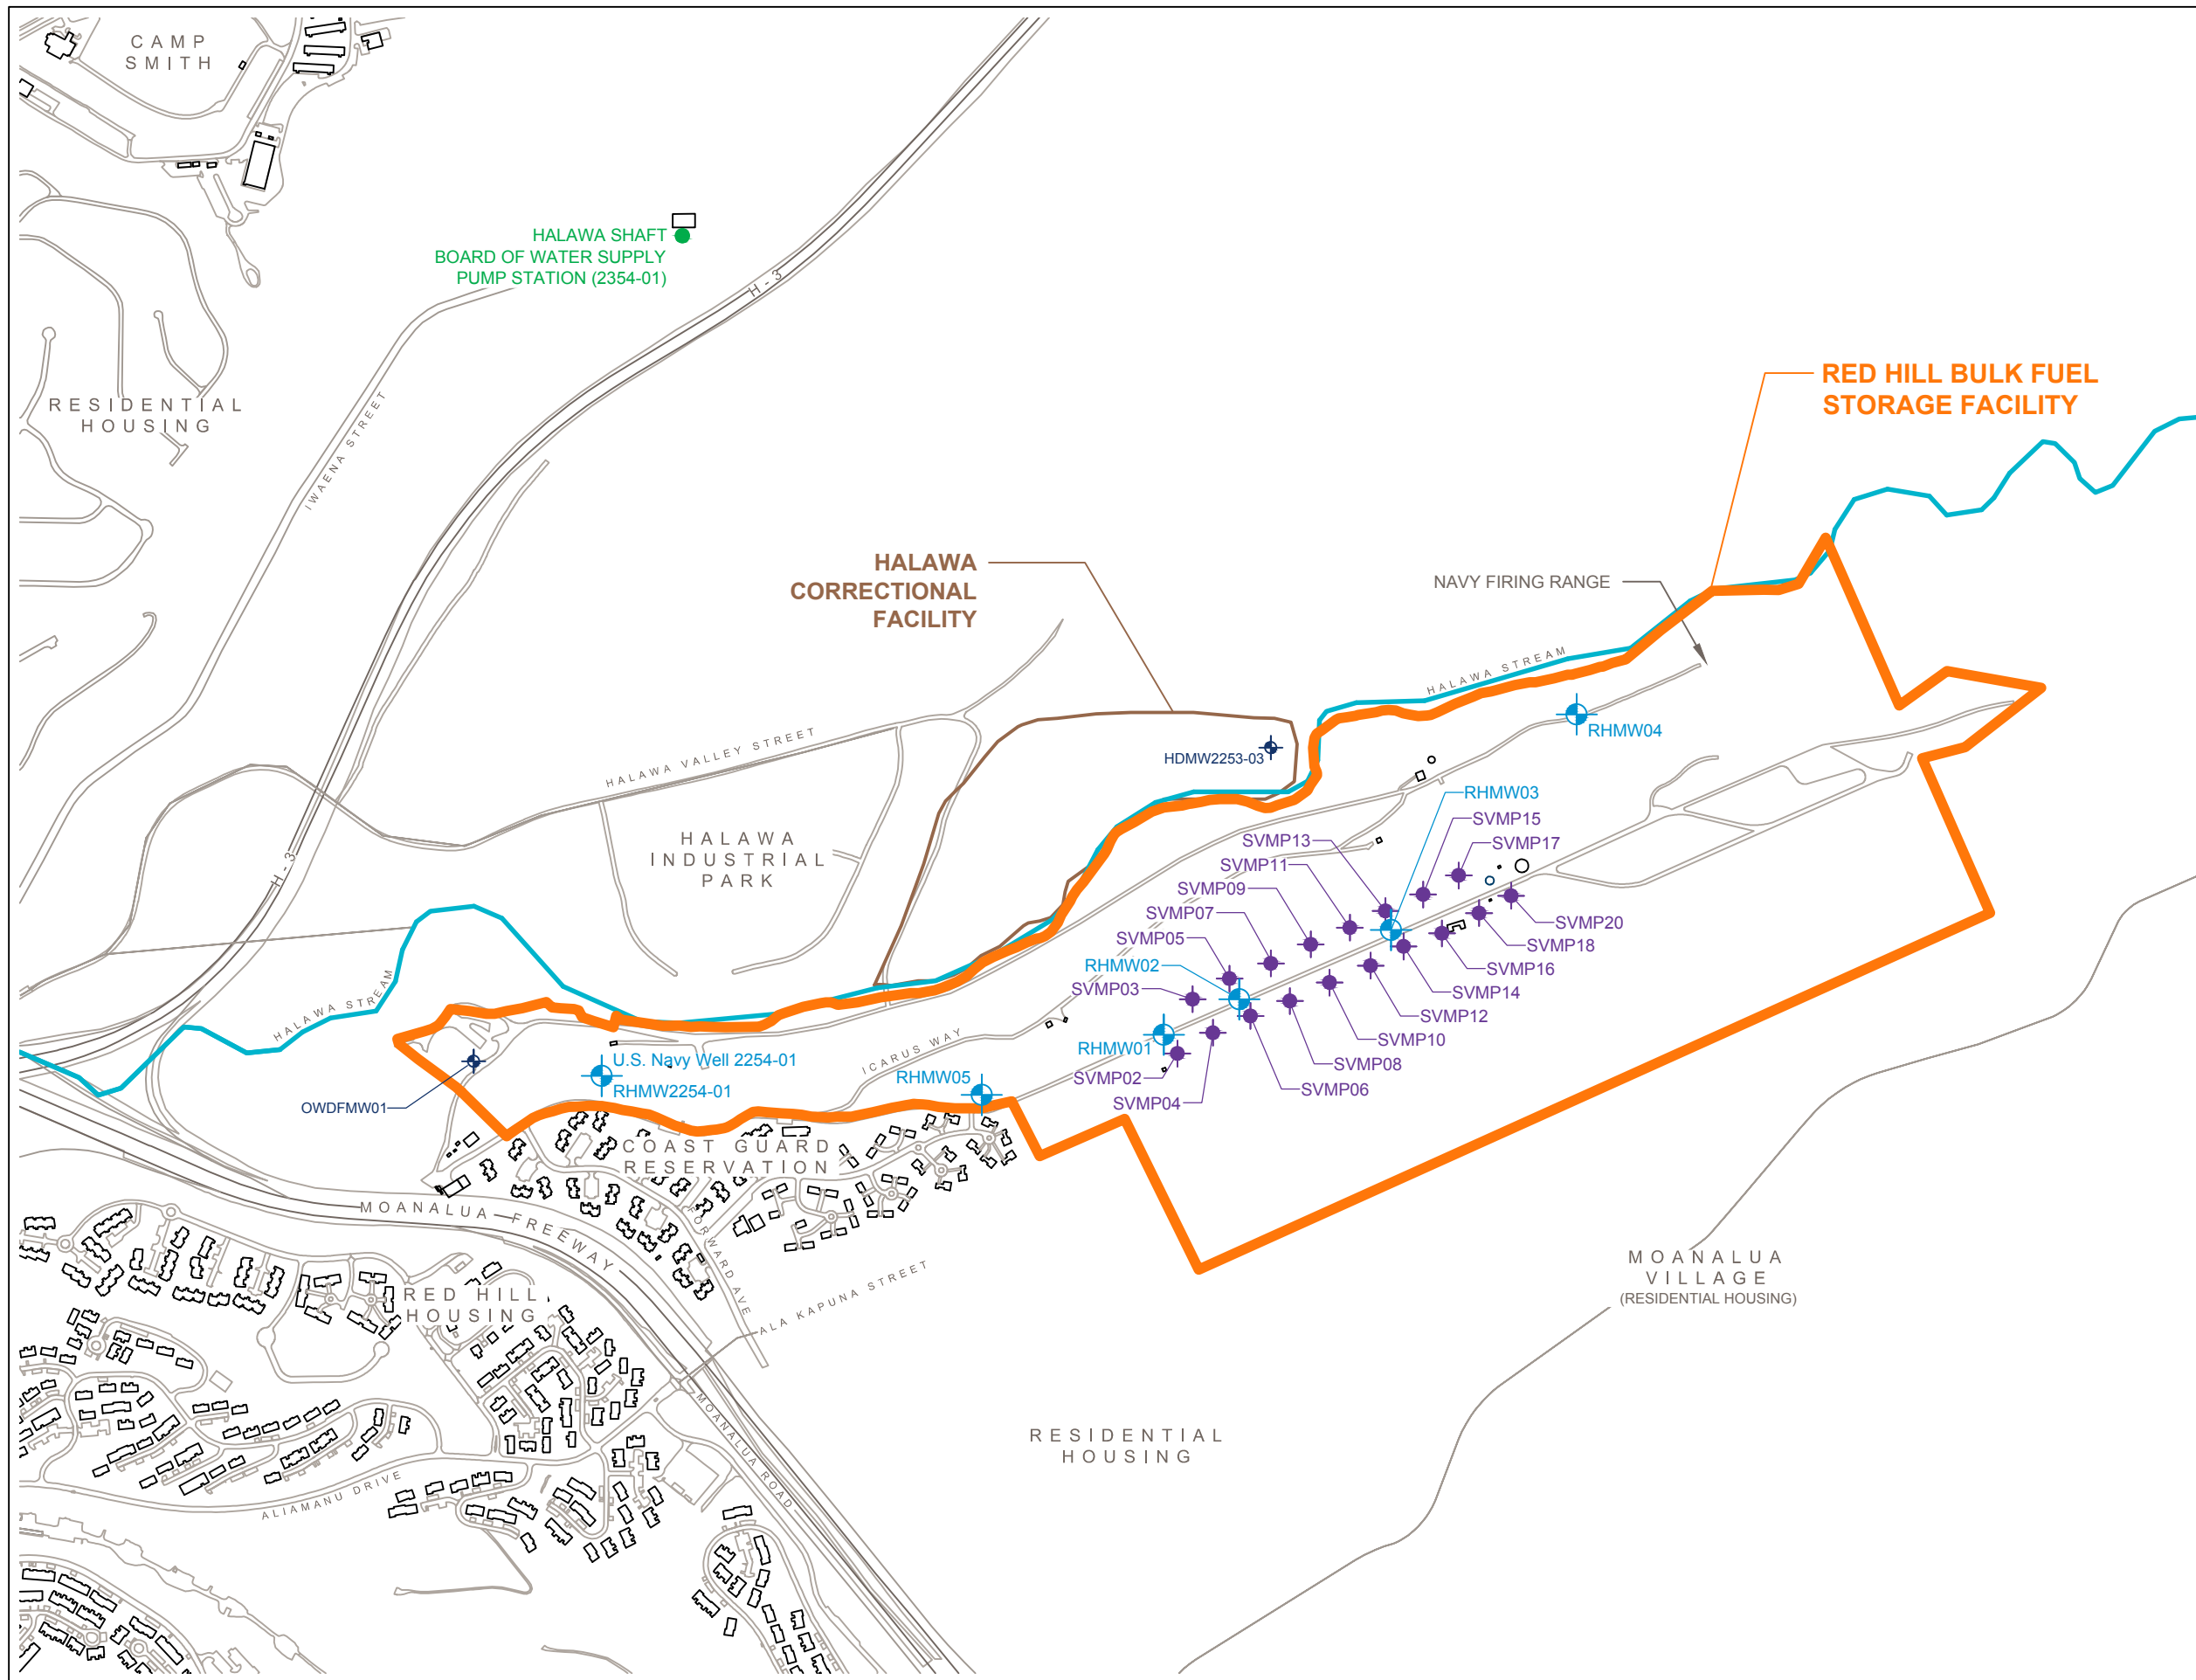 CAMP
SMITH
HALAWA SHAFT
BOARD OF WATER SUPPLY
PUMP STATION (2354-01)
H - 3
RESIDENTIAL
HOUSING
IWAENA STREET
RED HILL BULK FUEL
STORAGE FACILITY
HALAWA
CORRECTIONAL
FACILITY
NAVY FIRING RANGE
HALAWA STREAM
RHMW04
HDMW2253-03
HALAWA VALLEY STREET
RHMW03
SVMP15
SVMP17
SVMP13
SVMP11
SVMP09
SVMP07
SVMP05
RHMW02
SVMP03
HALAWA
INDUSTRIAL
PARK
H - 3
SVMP20
SVMP18
SVMP16
SVMP14
SVMP12
SVMP10
SVMP08
SVMP06
HALAWA STREAM
ICARUS WAY
RHMW01
SVMP02
SVMP04
RHMW05
U.S. Navy Well 2254-01
RHMW2254-01
OWDFMW01
COAST GUARD
RESERVATION
MOANALUA FREEWAY
FORWARD AVE
ALA KAPUNA STREET
RED HILL
HOUSING
MOANALUA
VILLAGE
(RESIDENTIAL HOUSING)
MOANALUA ROAD
RESIDENTIAL
HOUSING
ALIAMANU DRIVE